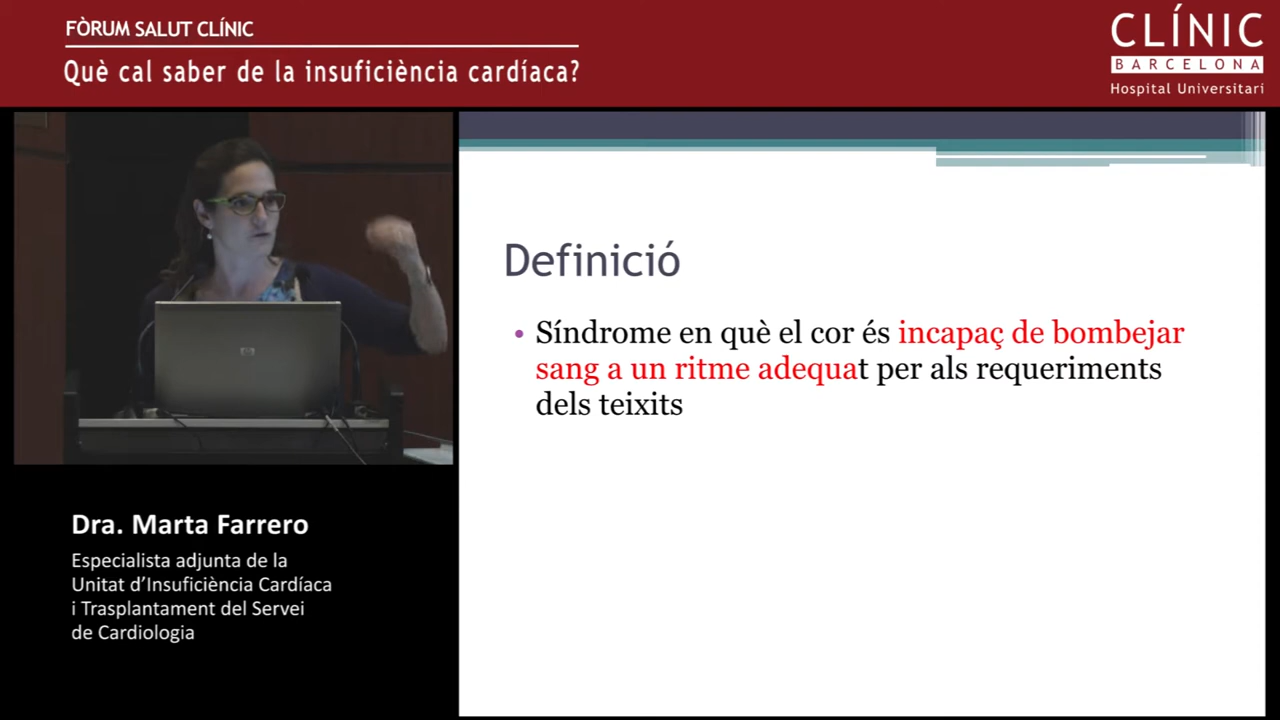 FÒRUM SALUT CLÍNIC
Què cal saber de la insuficiència cardíaca?
CLÍNIC
BARCELONA
Hospital Universitari
Definició
• Síndrome en què el cor és incapaç de bombejar
sang a un ritme adequat per als requeriments
dels teixits
Dra. Marta Farrero
Especialista adjunta de la
Unitat d’Insuficiència Cardíaca
i Trasplantament del Servei
de Cardiologia
hp